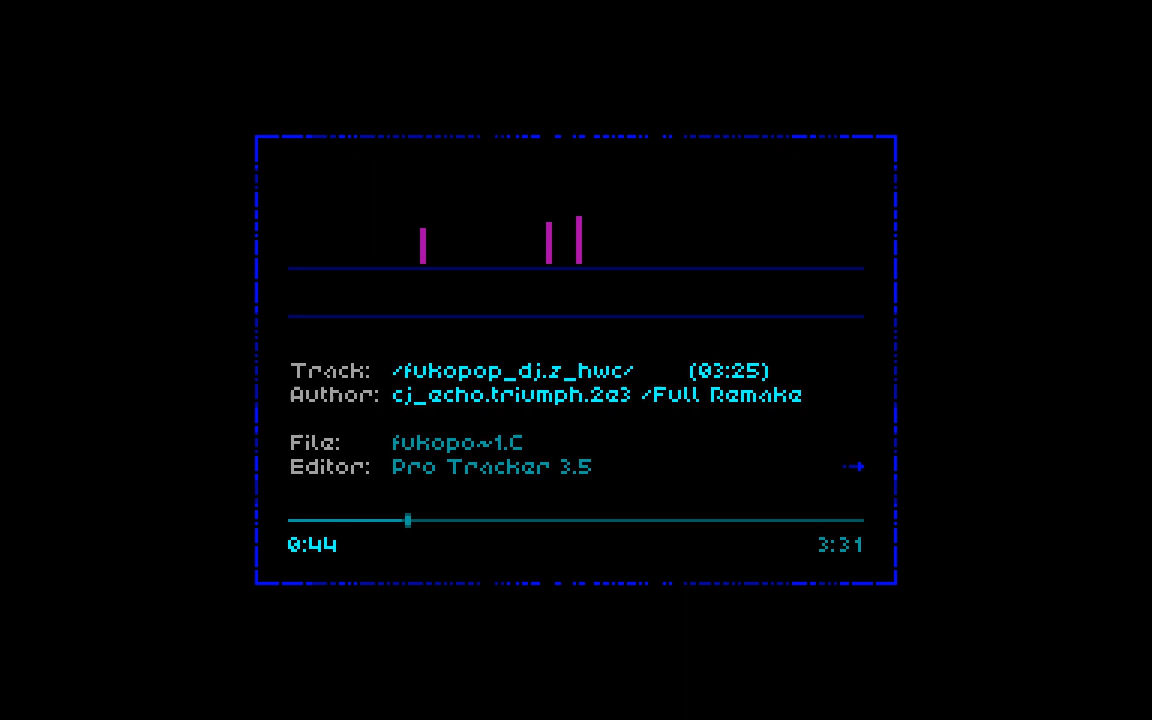 Track: /fukopop_dj.z_hwc/ (03:25)
Author: cj_echo.triumph.2e3 /Full Remake
File: fukopo~1.C
Editor: Pro Tracker 3.5
0:44 3:31